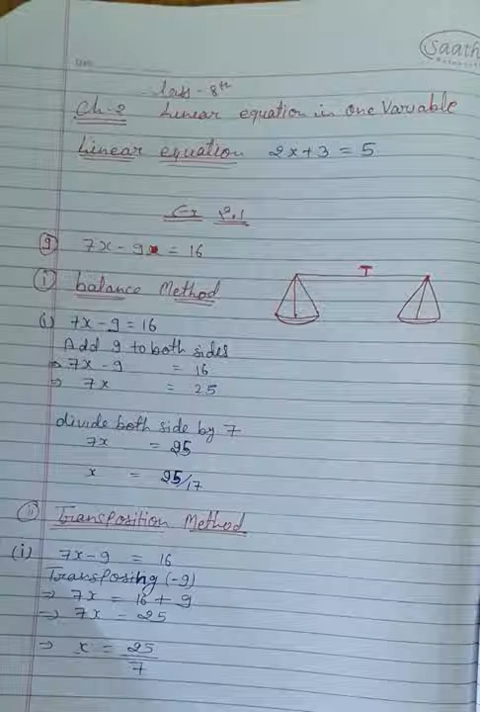 Saath
Class - 8th
Ch-2 Linear equation in one Variable
Linear equation 2x+3 = 5
Ex 2.1
9) 7x-9 = 16
i) balance Method
T
(i) 7x-9 = 16
Add 9 to both sides
⇒ 7x-9 = 16
⇒ 7x = 25
divide both side by 7
7x = 25
x = 25/17
ii) Transposition Method
(i) 7x-9 = 16
Transposing (-9)
⇒ 7x = 16 + 9
⇒ 7x = 25
⇒ x = 25
7